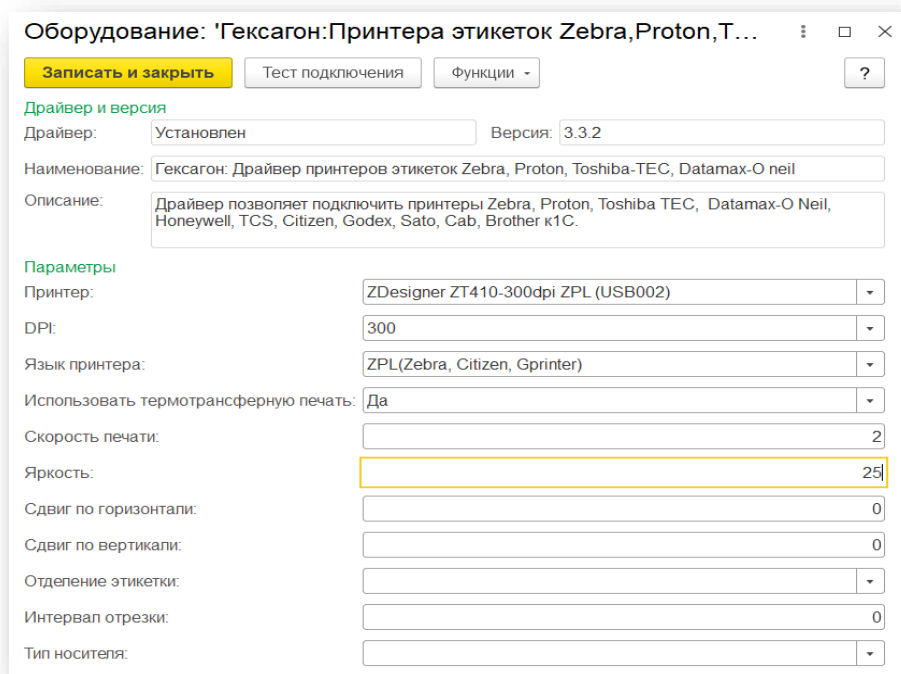 Оборудование: 'Гексагон:Принтера этикеток Zebra,Proton,Т...
Записать и закрыть Тест подключения Функции ?
Драйвер и версия
Драйвер: Установлен Версия: 3.3.2
Наименование: Гексагон: Драйвер принтеров этикеток Zebra, Proton, Toshiba-TEC, Datamax-O neil
Описание: Драйвер позволяет подключить принтеры Zebra, Proton, Toshiba TEC, Datamax-O Neil,
Honeywell, TCS, Citizen, Godex, Sato, Cab, Brother к1С.
Параметры
Принтер: ZDesigner ZT410-300dpi ZPL (USB002)
DPI: 300
Язык принтера: ZPL(Zebra, Citizen, Gprinter)
Использовать термотрансферную печать: Да
Скорость печати: 2
Яркость: 25
Сдвиг по горизонтали: 0
Сдвиг по вертикали: 0
Отделение этикетки:
Интервал отрезки: 0
Тип носителя: